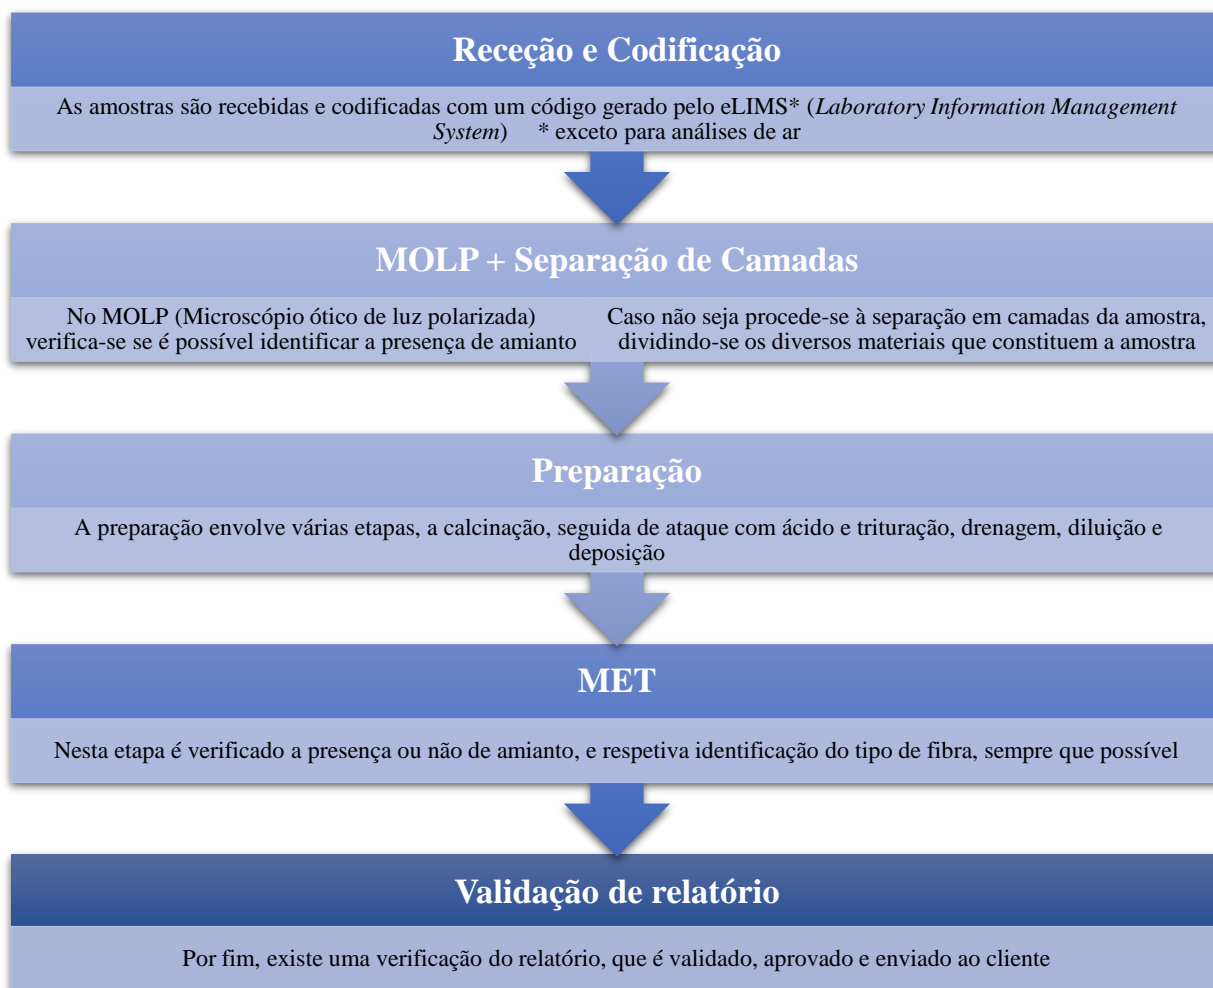 Receção e Codificação
As amostras são recebidas e codificadas com um código gerado pelo eLIMS* (Laboratory Information Management
System) * exceto para análises de ar
MOLP + Separação de Camadas
No MOLP (Microscópio ótico de luz polarizada)
verifica-se se é possível identificar a presença de amianto
Caso não seja procede-se à separação em camadas da amostra,
dividindo-se os diversos materiais que constituem a amostra
Preparação
A preparação envolve várias etapas, a calcinação, seguida de ataque com ácido e trituração, drenagem, diluição e
deposição
MET
Nesta etapa é verificado a presença ou não de amianto, e respetiva identificação do tipo de fibra, sempre que possível
Validação de relatório
Por fim, existe uma verificação do relatório, que é validado, aprovado e enviado ao cliente